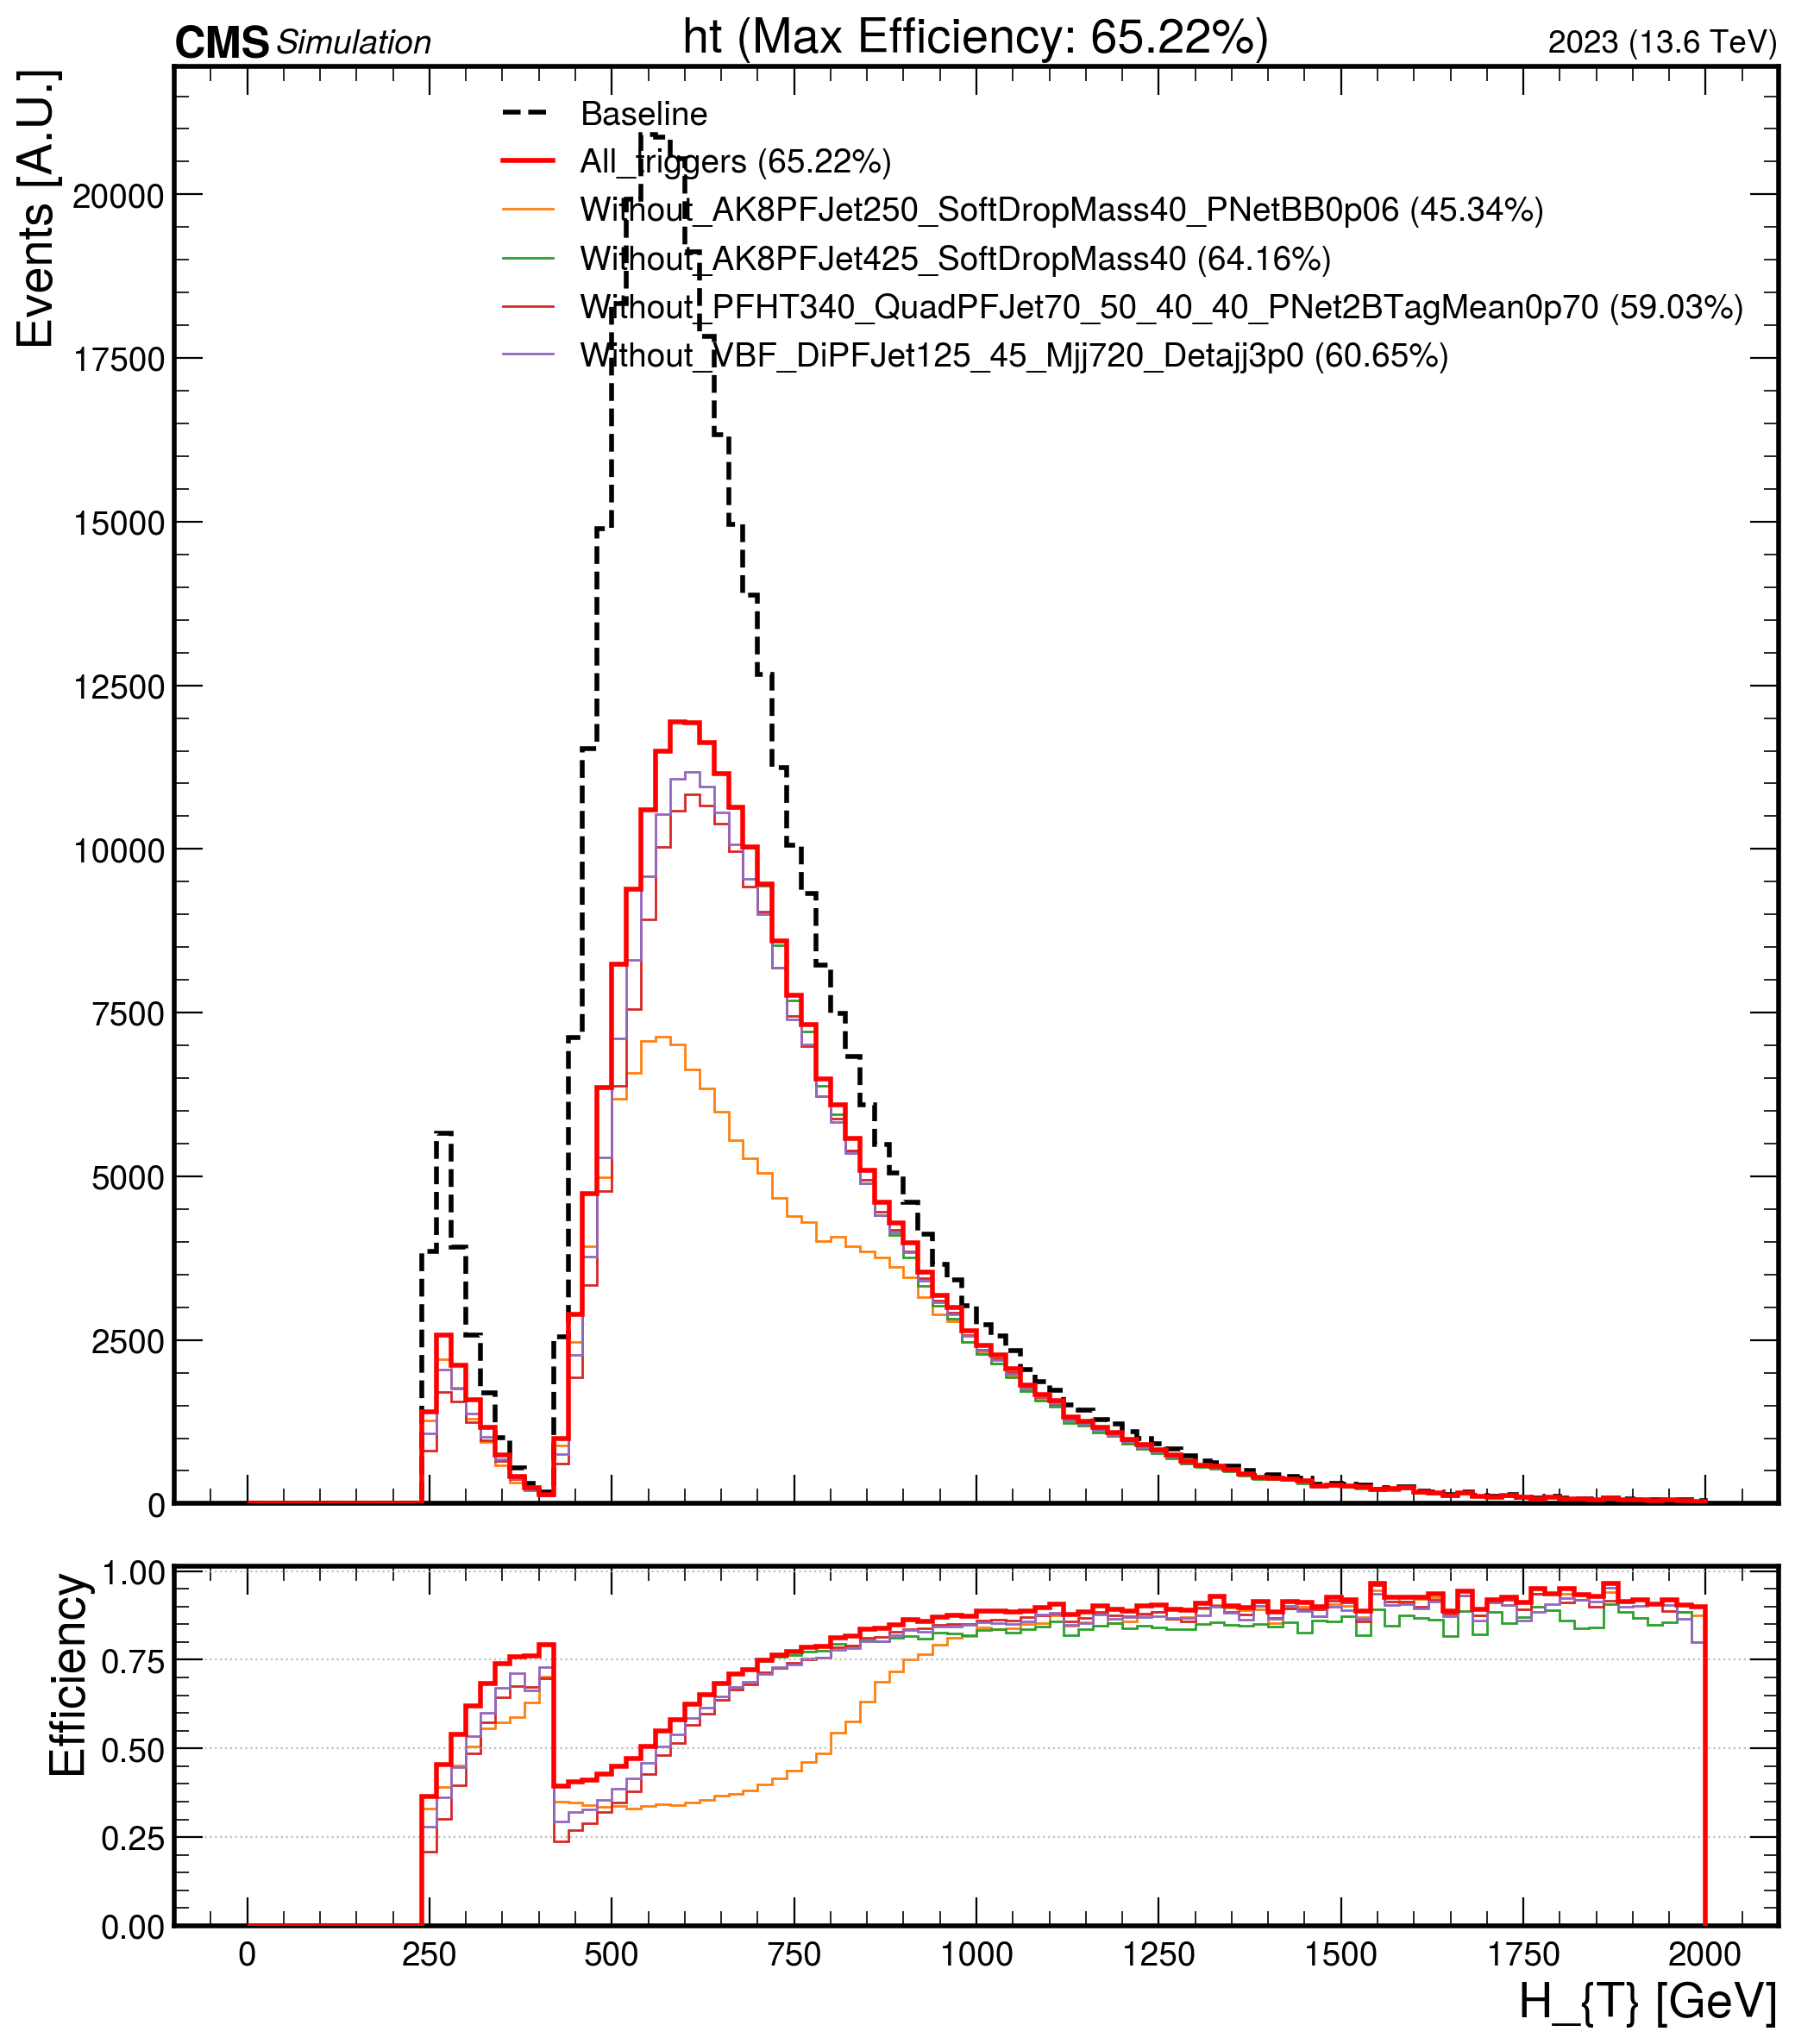 CMS Simulation ht (Max Efficiency: 65.22%) 2023 (13.6 TeV)
Events [A.U.]
Baseline
All_triggers (65.22%)
Without_AK8PFJet250_SoftDropMass40_PNetBB0p06 (45.34%)
Without_AK8PFJet425_SoftDropMass40 (64.16%)
Without_PFHT340_QuadPFJet70_50_40_40_PNet2BTagMean0p70 (59.03%)
Without_VBF_DiPFJet125_45_Mjj720_Detajj3p0 (60.65%)
20000
17500
15000
12500
10000
7500
5000
2500
0
Efficiency
1.00
0.75
0.50
0.25
0.00
0 250 500 750 1000 1250 1500 1750 2000
H_{T} [GeV]